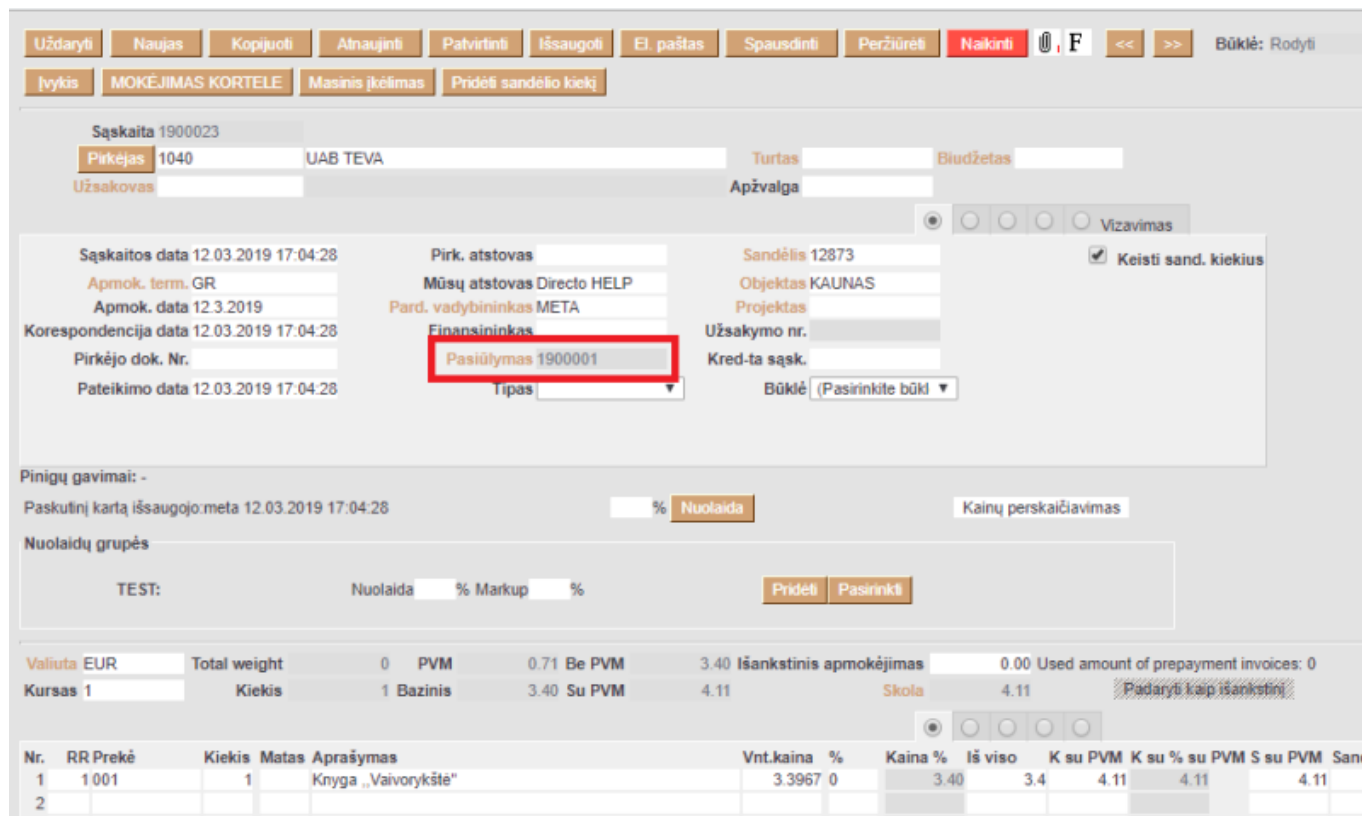 Uždaryti Naujas Kopijuoti Atnaujinti Patvirtinti Išsaugoti El. paštas Spausdinti Peržiūrėti Naikinti F << >> Būklė: Rodyti
Įvykis MOKĖJIMAS KORTELE Masinis įkėlimas Pridėti sandėlio kiekį
Sąskaita 1900023
Pirkėjas 1040 UAB TEVA Turtas Biudžetas
Užsakovas Apžvalga
Vizavimas
Sąskaitos data 12.03.2019 17:04:28 Pirk. atstovas Sandėlis 12873 Keisti sand. kiekius
Apmok. term. GR Mūsų atstovas Directo HELP Objektas KAUNAS
Apmok. data 12.3.2019 Pard. vadybininkas META Projektas
Korespondencija data 12.03.2019 17:04:28 Finansininkas Užsakymo nr.
Pirkėjo dok. Nr. Pasiūlymas 1900001 Kred-ta sąsk.
Pateikimo data 12.03.2019 17:04:28 Tipas Būklė (Pasirinkite būkl
Pinigų gavimai: -
Paskutinį kartą išsaugojo:meta 12.03.2019 17:04:28 % Nuolaida Kainų perskaičiavimas
Nuolaidų grupės
TEST: Nuolaida % Markup % Pridėti Pasirinkti
Valiuta EUR Total weight 0 PVM 0.71 Be PVM 3.40 Išankstinis apmokėjimas 0.00 Used amount of prepayment invoices: 0
Kursas 1 Kiekis 1 Bazinis 3.40 Su PVM 4.11 Skola 4.11 Padaryti kaip išankstinį
Nr. RR Prekė Kiekis Matas Aprašymas Vnt.kaina % Kaina % Iš viso K su PVM K su % su PVM S su PVM Sand
1 1 001 1 Knyga ,,Vaivorykštė" 3.3967 0 3.40 3.4 4.11 4.11 4.11
2